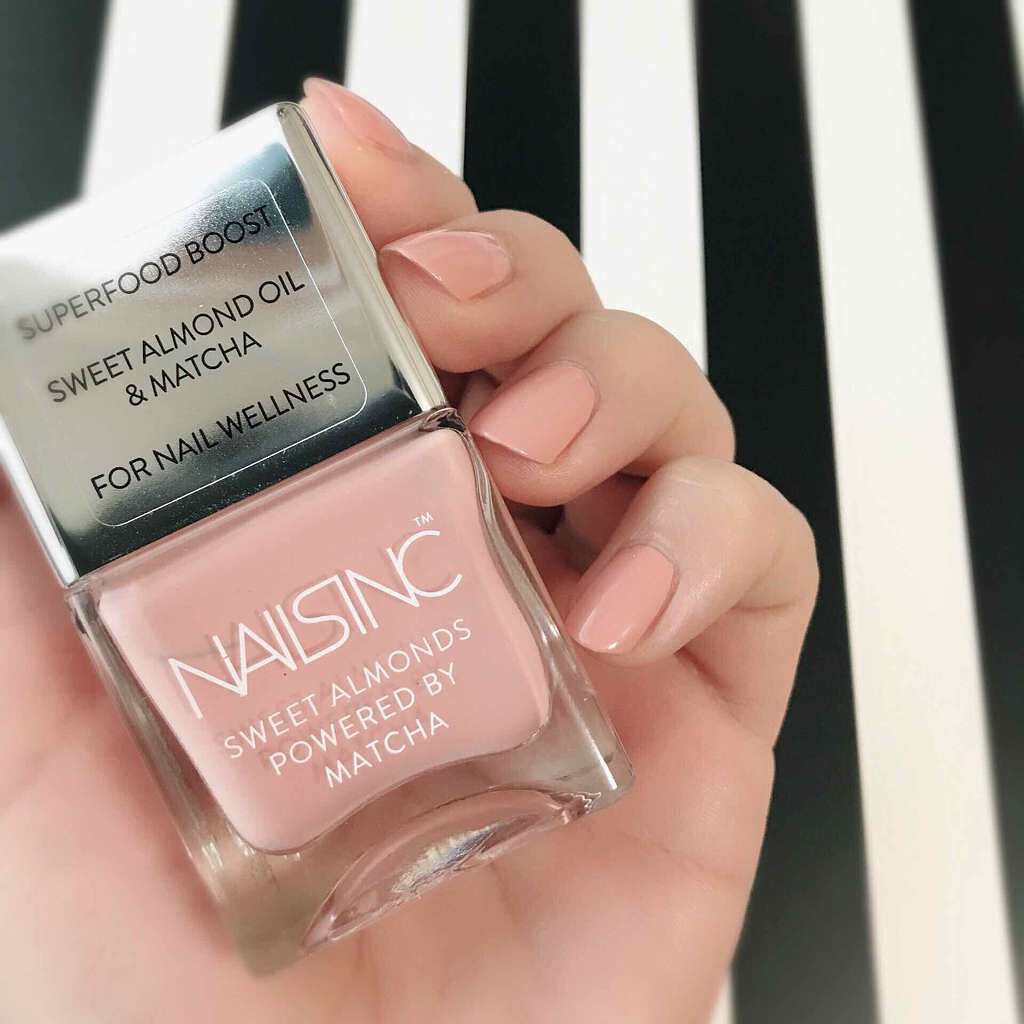 SUPERFOOD BOOST
SWEET ALMOND OIL
& MATCHA
FOR NAIL WELLNESS
NAILSINC™
SWEET ALMONDS
POWERED BY
MATCHA